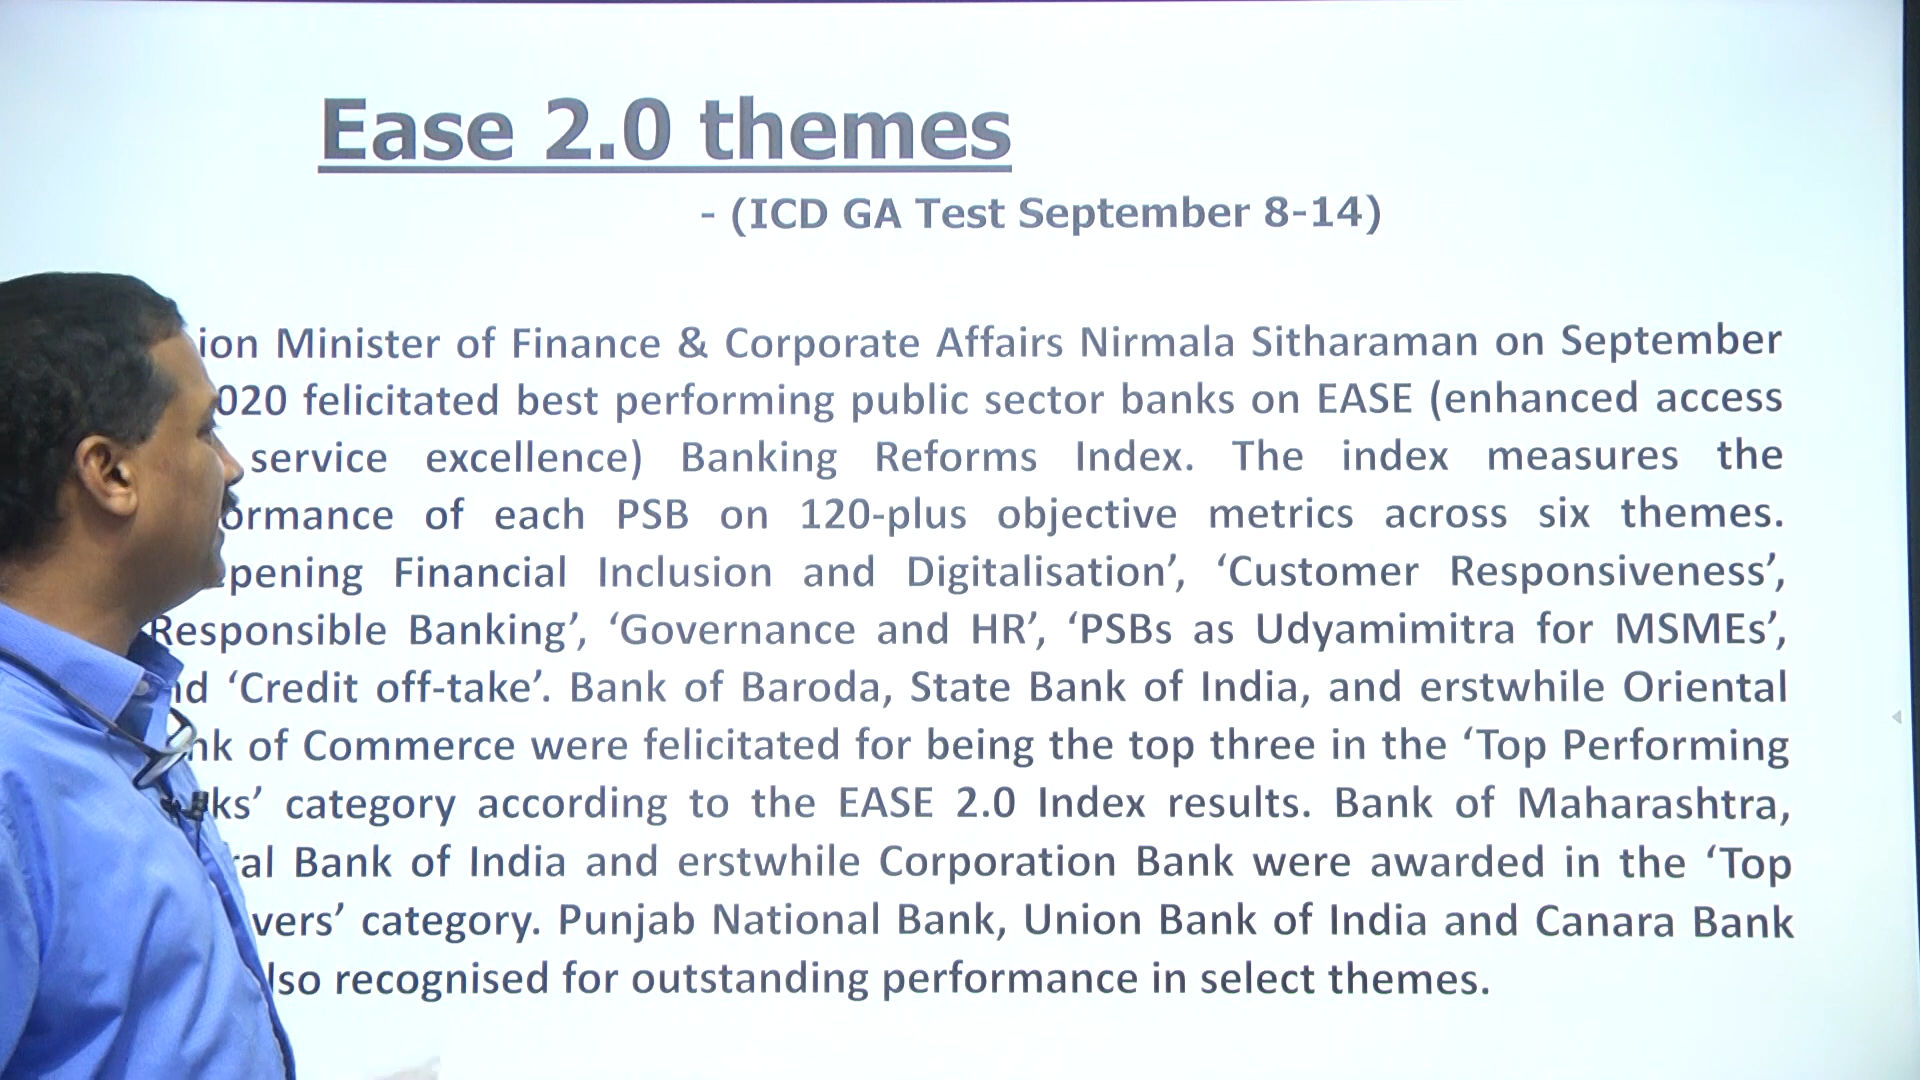 Ease 2.0 themes
- (ICD GA Test September 8-14)
ion Minister of Finance & Corporate Affairs Nirmala Sitharaman on September
020 felicitated best performing public sector banks on EASE (enhanced access
service excellence) Banking Reforms Index. The index measures the
ormance of each PSB on 120-plus objective metrics across six themes.
pening Financial Inclusion and Digitalisation’, ‘Customer Responsiveness’,
Responsible Banking’, ‘Governance and HR’, ‘PSBs as Udyamimitra for MSMEs’,
nd ‘Credit off-take’. Bank of Baroda, State Bank of India, and erstwhile Oriental
nk of Commerce were felicitated for being the top three in the ‘Top Performing
ks’ category according to the EASE 2.0 Index results. Bank of Maharashtra,
ral Bank of India and erstwhile Corporation Bank were awarded in the ‘Top
vers’ category. Punjab National Bank, Union Bank of India and Canara Bank
lso recognised for outstanding performance in select themes.